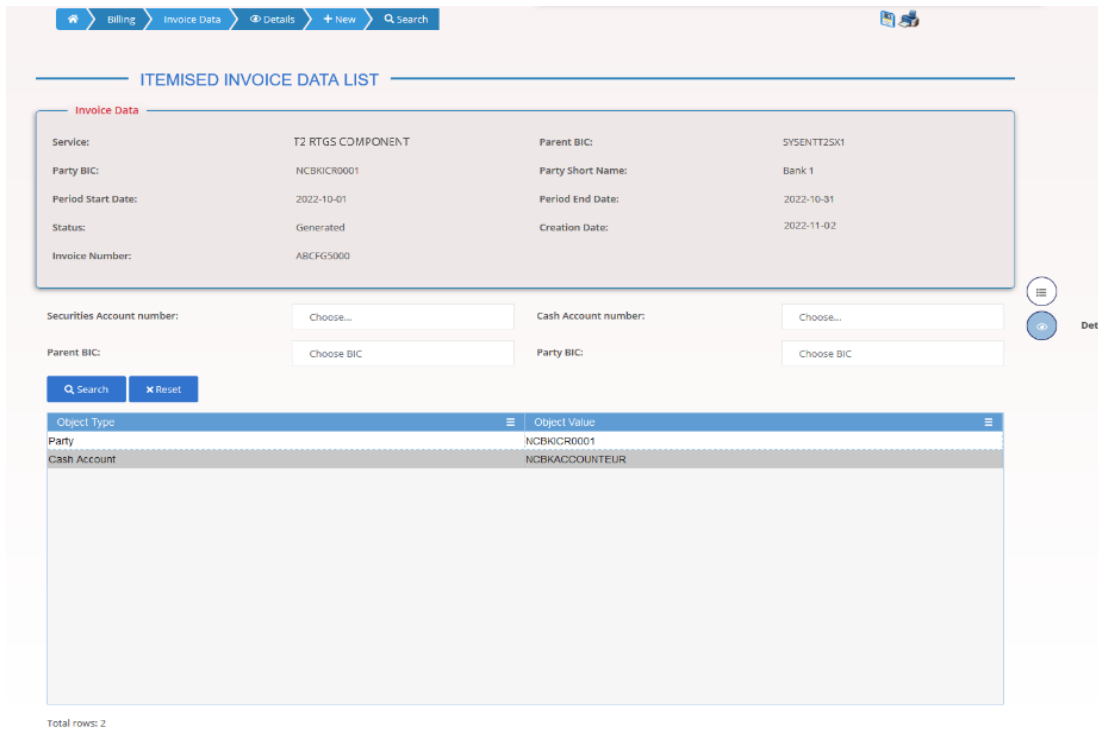 Billing Invoice Data Details New Search
ITEMISED INVOICE DATA LIST
Invoice Data
Service: T2 RTGS COMPONENT Parent BIC: SYSENTT2SX1
Party BIC: NCBKICR0001 Party Short Name: Bank 1
Period Start Date: 2022-10-01 Period End Date: 2022-10-31
Status: Generated Creation Date: 2022-11-02
Invoice Number: ABCFG5000
Securities Account number: Choose... Cash Account number: Choose...
Parent BIC: Choose BIC Party BIC: Choose BIC
Det
Search Reset
Object Type Object Value
Party NCBKICR0001
Cash Account NCBKACCOUNTEUR
Total rows: 2